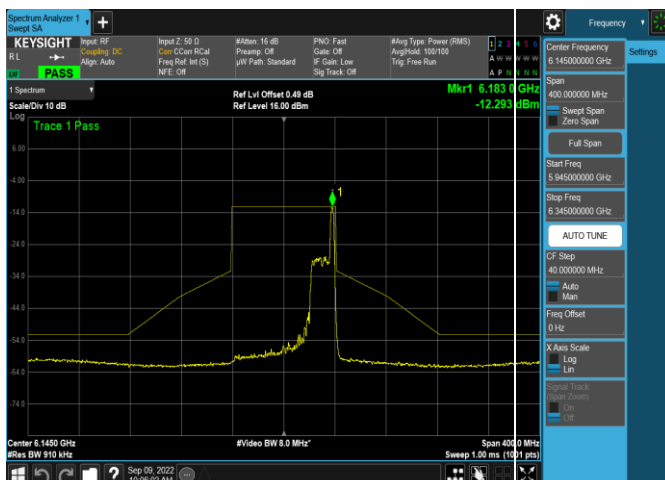 Spectrum Analyzer 1
Swept SA
Frequency
KEYSIGHT
R L
LXI
PASS
Input: RF
Coupling: DC
Align: Auto
Input Z: 50 Ω
Corr CCorr RCal
Freq Ref: Int (S)
NFE: Off
#Atten: 16 dB
Preamp: Off
µW Path: Standard
PNO: Fast
Gate: Off
IF Gain: Low
Sig Track: Off
#Avg Type: Power (RMS)
Avg|Hold: 100/100
Trig: Free Run
1 2 3 4 5 6
A W W W W W
A P N N N N
1 Spectrum
Scale/Div 10 dB
Log
Ref Lvl Offset 0.49 dB
Ref Level 16.00 dBm
Mkr1 6.183 0 GHz
-12.293 dBm
Trace 1 Pass
1
6.00
-4.00
-14.0
-24.0
-34.0
-44.0
-54.0
-64.0
-74.0
Center 6.1450 GHz
#Res BW 910 kHz
#Video BW 8.0 MHz*
Span 400.0 MHz
Sweep 1.00 ms (1001 pts)
Sep 09, 2022
Center Frequency
6.145000000 GHz
Settings
Span
400.000000 MHz
Swept Span
Zero Span
Full Span
Start Freq
5.945000000 GHz
Stop Freq
6.345000000 GHz
AUTO TUNE
CF Step
40.000000 MHz
Auto
Man
Freq Offset
0 Hz
X Axis Scale
Log
Lin
Signal Track
(Span Zoom)
On
Off